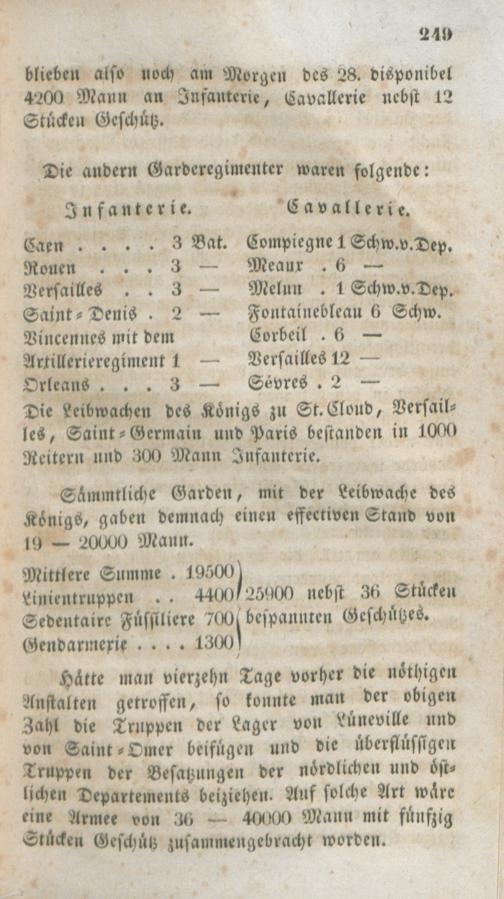 249
blieben also noch am Morgen des 28. disponibel
4200 Mann an Infanterie, Cavallerie nebst 12
Stücken Geschütz.
Die andern Garderegimenter waren folgende:
Infanterie. Cavallerie.
Caen . . . . 3 Bat. Compiegne 1 Schw.v.Dep.
Rouen . . . 3 — Meaux . 6 —
Versailles . . 3 — Melun . 1 Schw.v.Dep.
Saint-Denis . 2 — Fontainebleau 6 Schw.
Vincennes mit dem Corbeil . 6 —
Artillerieregiment 1 — Versailles 12 —
Orleans . . . 3 — Sévres . 2 —
Die Leibwachen des Königs zu St. Cloud, Versail-
les, Saint-Germain und Paris bestanden in 1000
Reitern und 300 Mann Infanterie.
Sämmtliche Garden, mit der Leibwache des
Königs, gaben demnach einen effectiven Stand von
19 — 20000 Mann.
Mittlere Summe . 19500
Linientruppen . . 4400 25900 nebst 36 Stücken
Sedentaire Füsiliere 700 bespannten Geschützes.
Gendarmerie . . . . 1300
Hätte man vierzehn Tage vorher die nöthigen
Anstalten getroffen, so konnte man der obigen
Zahl die Truppen der Lager von Lüneville und
von Saint-Omer beifügen und die überflüssigen
Truppen der Besatzungen der nördlichen und öst-
lichen Departements beiziehen. Auf solche Art wäre
eine Armee von 36 — 40000 Mann mit fünfzig
Stücken Geschütz zusammengebracht worden.